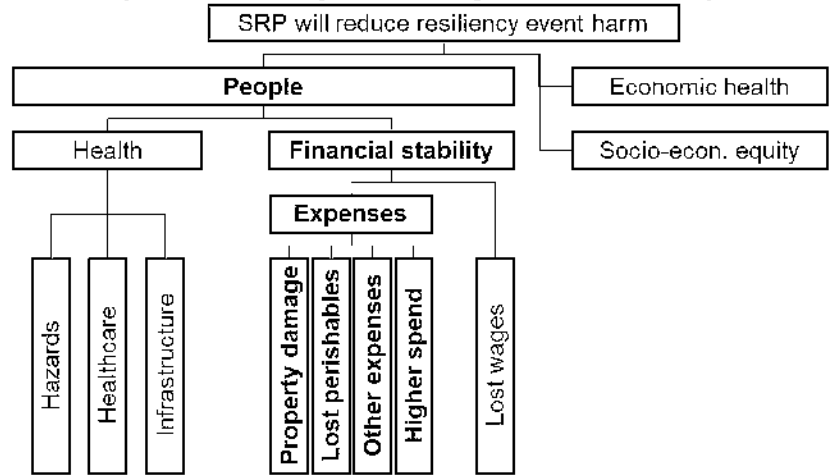 SRP will reduce resiliency event harm
People
Economic health
Health
Financial stability
Socio-econ. equity
Expenses
Hazards
Healthcare
Infrastructure
Property damage
Lost perishables
Other expenses
Higher spend
Lost wages